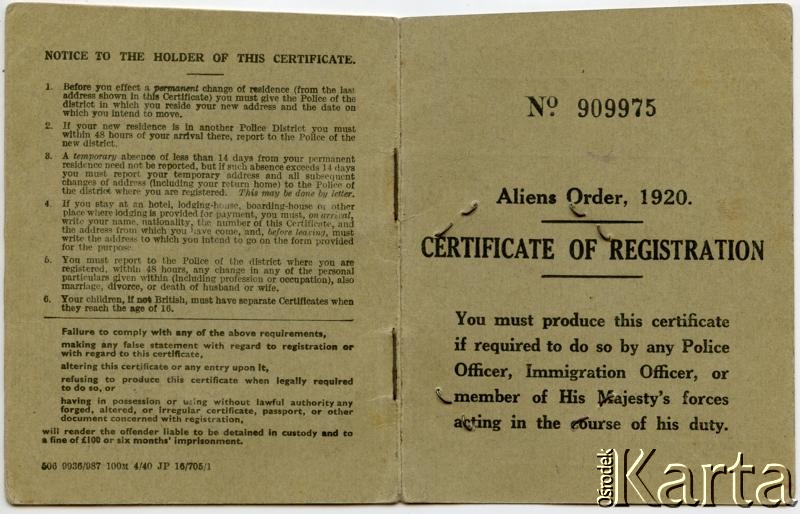 NOTICE TO THE HOLDER OF THIS CERTIFICATE.
1. Before you effect a permanent change of residence (from the last
address shown in this Certificate) you must give the Police of the
district in which you reside your new address and the date on
which you intend to move.
2. If your new residence is in another Police District you must
within 48 hours of your arrival there, report to the Police of the
new district.
3. A temporary absence of less than 14 days from your permanent
residence need not be reported, but if such absence exceeds 14 days
you must report your temporary address and all subsequent
changes of address (including your return home) to the Police of
the district where you are registered. This may be done by letter.
4. If you stay at an hotel, lodging-house, boarding-house or other
place where lodging is provided for payment, you must, on arrival,
write your name, nationality, the number of this Certificate, and
the address from which you have come, and, before leaving, must
write the address to which you intend to go on the form provided
for the purpose.
5. You must report to the Police of the district where you are
registered, within 48 hours, any change in any of the personal
particulars given within (including profession or occupation), also
marriage, divorce, or death of husband or wife.
6. Your children, if not British, must have separate Certificates when
they reach the age of 16.
Failure to comply with any of the above requirements,
making any false statement with regard to registration or
with regard to this certificate,
altering this certificate or any entry upon it,
refusing to produce this certificate when legally required
to do so, or
having in possession or using without lawful authority any
forged, altered, or irregular certificate, passport, or other
document concerned with registration,
will render the offender liable to be detained in custody and to
a fine of £100 or six months' imprisonment.
506 9936/987 100M 4/40 JP 16/705/1
Nº 909975
Aliens Order, 1920.
CERTIFICATE OF REGISTRATION
You must produce this certificate
if required to do so by any Police
Officer, Immigration Officer, or
member of His Majesty's forces
acting in the course of his duty.
Ośrodek
Karta